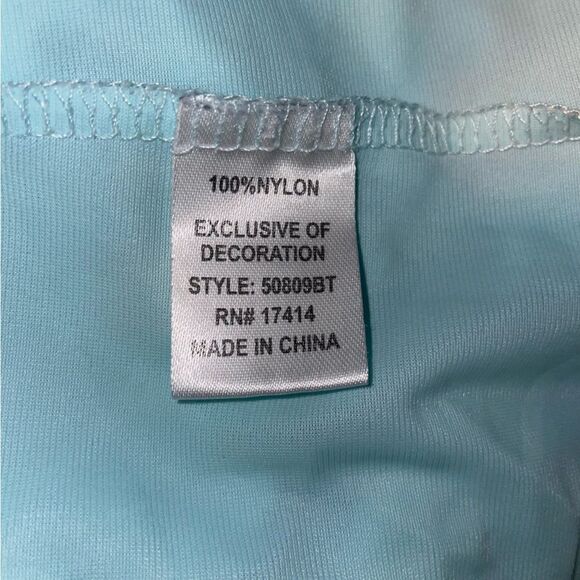 100%NYLON
EXCLUSIVE OF
DECORATION
STYLE: 50809BT
RN# 17414
MADE IN CHINA